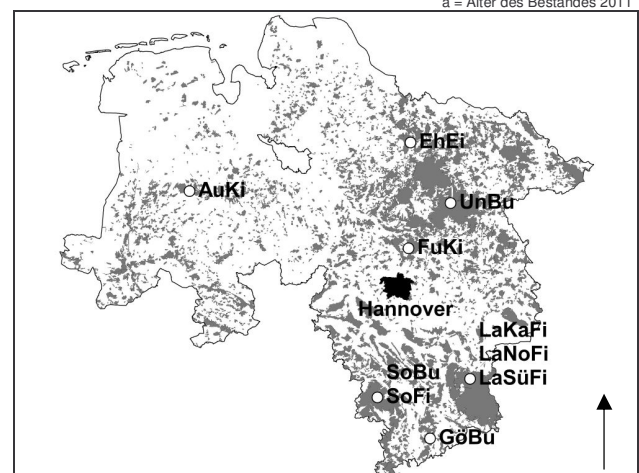 a = Alter des Bestandes 2011
EhEi
AuKi
UnBu
FuKi
Hannover
LaKaFi
LaNoFi
SoBu
LaSüFi
SoFi
GöBu